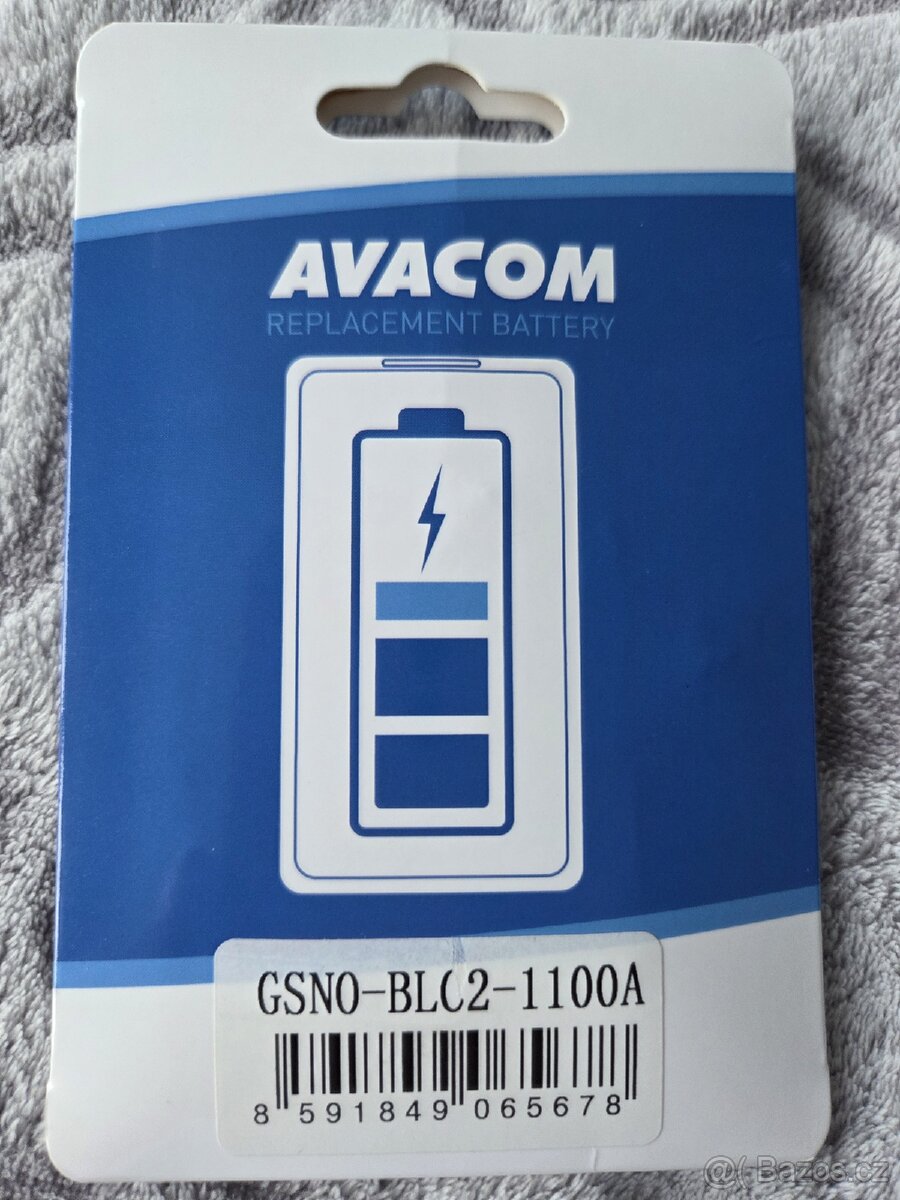 AVACOM
REPLACEMENT BATTERY
GSNO-BLC2-1100A
8 591849 065678
@( Bazos.cz